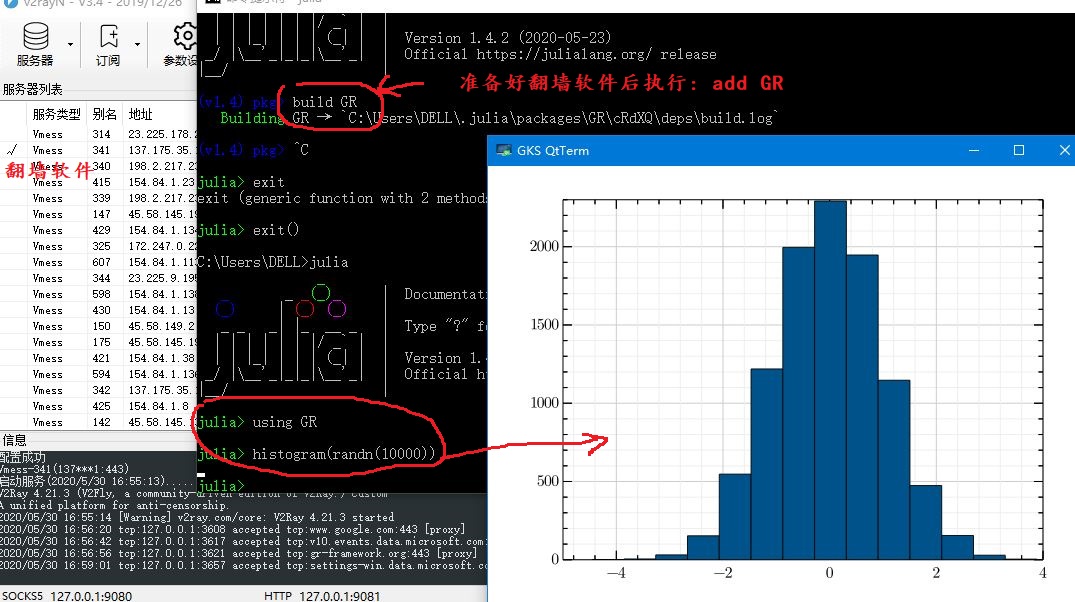 v2rayN - V3.4 - 2019/12/26
服务器
订阅
参数设
服务器列表
服务类型 别名 地址
Vmess 314 23.225.178.
Vmess 341 137.175.35.
Vmess 340 198.2.217.2
Vmess 415 154.84.1.23
Vmess 339 198.2.217.
Vmess 147 45.58.145.19
Vmess 429 154.84.1.13
Vmess 325 172.247.0.22
Vmess 607 154.84.1.11
Vmess 344 23.225.9.195
Vmess 598 154.84.1.13
Vmess 430 154.84.1.13
Vmess 150 45.58.149.2
Vmess 175 45.58.145.19
Vmess 421 154.84.1.38
Vmess 594 154.84.1.136
Vmess 342 137.175.35.
Vmess 425 154.84.1.8
Vmess 142 45.58.145.
翻墙软件
信息
配置成功
Vmess-341(137***1:443)
启动服务(2020/5/30 16:55:13).....
V2Ray 4.21.3 (V2Fly, a community-driven edition of V2Ray.) Custom
A unified platform for anti-censorship.
2020/05/30 16:55:14 [Warning] v2ray.com/core: V2Ray 4.21.3 started
2020/05/30 16:56:20 tcp:127.0.0.1:3608 accepted tcp:www.google.com:443 [proxy]
2020/05/30 16:56:42 tcp:127.0.0.1:3617 accepted tcp:v10.events.data.microsoft.co
2020/05/30 16:56:56 tcp:127.0.0.1:3621 accepted tcp:gr-framework.org:443 [proxy]
2020/05/30 16:59:01 tcp:127.0.0.1:3657 accepted tcp:settings-win.data.microsoft.co
SOCKS5 127.0.0.1:9080 HTTP 127.0.0.1:9081
Version 1.4.2 (2020-05-23)
Official https://julialang.org/ release
准备好翻墙软件后执行: add GR
(v1.4) pkg> build GR
Building GR → `C:\Users\DELL\.julia\packages\GR\cRdXQ\deps\build.log`
(v1.4) pkg> ^C
julia> exit
exit (generic function with 2 methods
julia> exit()
C:\Users\DELL>julia
Documentati
Type "?" f
Version 1.
Official h
julia> using GR
julia> histogram(randn(10000))
julia>
GKS QtTerm
2000
1500
1000
500
0
−4 −2 0 2 4